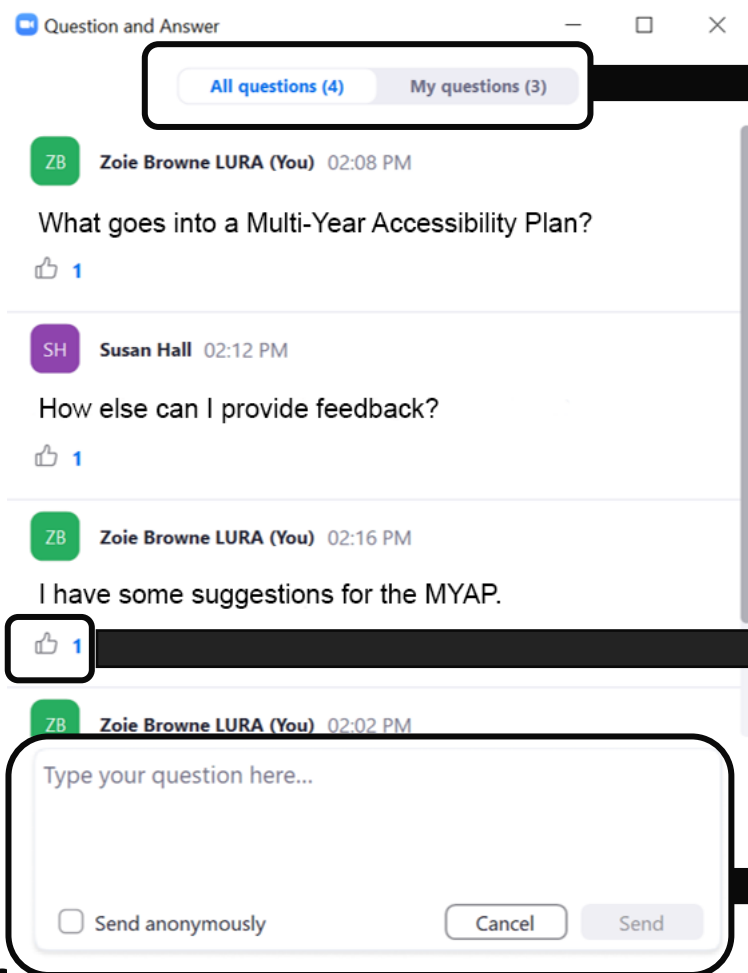 Question and Answer
All questions (4) My questions (3)
ZB Zoie Browne LURA (You) 02:08 PM
What goes into a Multi-Year Accessibility Plan?
1
SH Susan Hall 02:12 PM
How else can I provide feedback?
1
ZB Zoie Browne LURA (You) 02:16 PM
I have some suggestions for the MYAP.
1
ZB Zoie Browne LURA (You) 02:02 PM
Type your question here...
Send anonymously Cancel Send